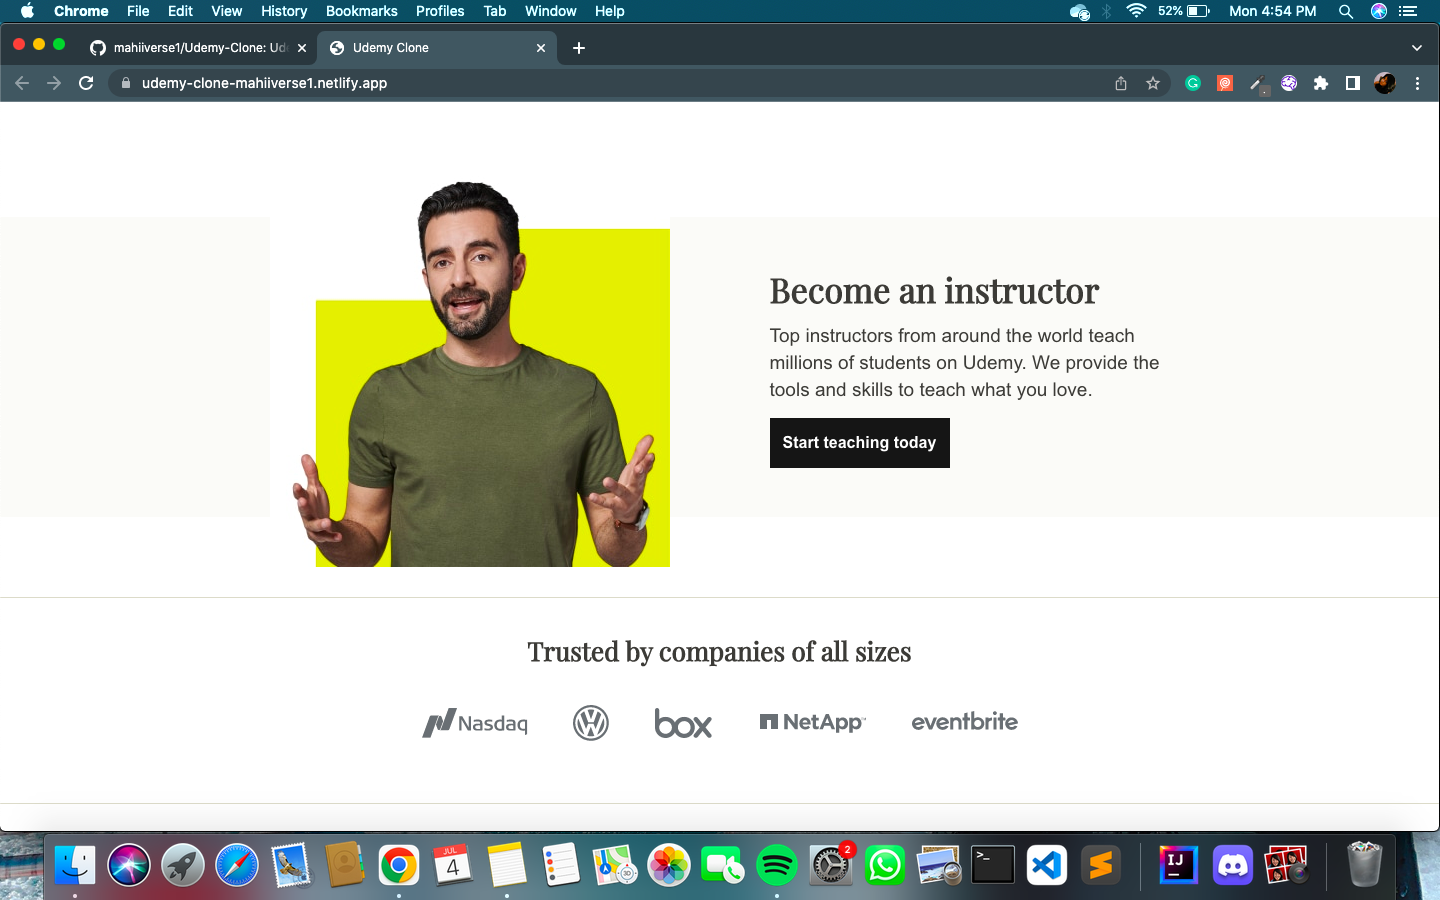 Chrome File Edit View History Bookmarks Profiles Tab Window Help 52% Mon 4:54 PM
mahiiverse1/Udemy-Clone: Ud Udemy Clone
udemy-clone-mahiiverse1.netlify.app
Become an instructor
Top instructors from around the world teach
millions of students on Udemy. We provide the
tools and skills to teach what you love.
Start teaching today
Trusted by companies of all sizes
Nasdaq VW box NetApp eventbrite
JUL
4
3D
2
>_
IJ